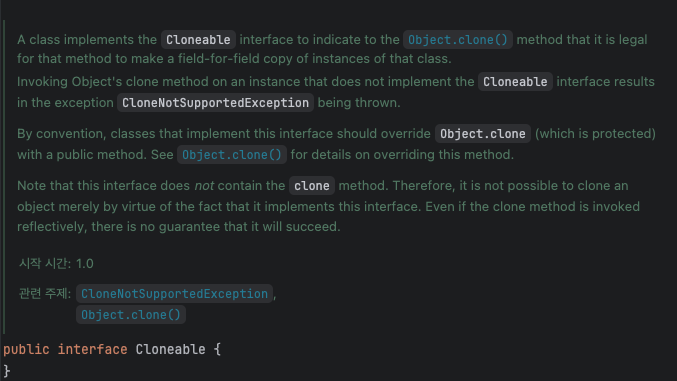 A class implements the Cloneable interface to indicate to the Object.clone() method that it is legal
for that method to make a field-for-field copy of instances of that class.
Invoking Object's clone method on an instance that does not implement the Cloneable interface results
in the exception CloneNotSupportedException being thrown.
By convention, classes that implement this interface should override Object.clone (which is protected)
with a public method. See Object.clone() for details on overriding this method.
Note that this interface does not contain the clone method. Therefore, it is not possible to clone an
object merely by virtue of the fact that it implements this interface. Even if the clone method is invoked
reflectively, there is no guarantee that it will succeed.
시작 시간: 1.0
관련 주제: CloneNotSupportedException,
Object.clone()
public interface Cloneable {
}